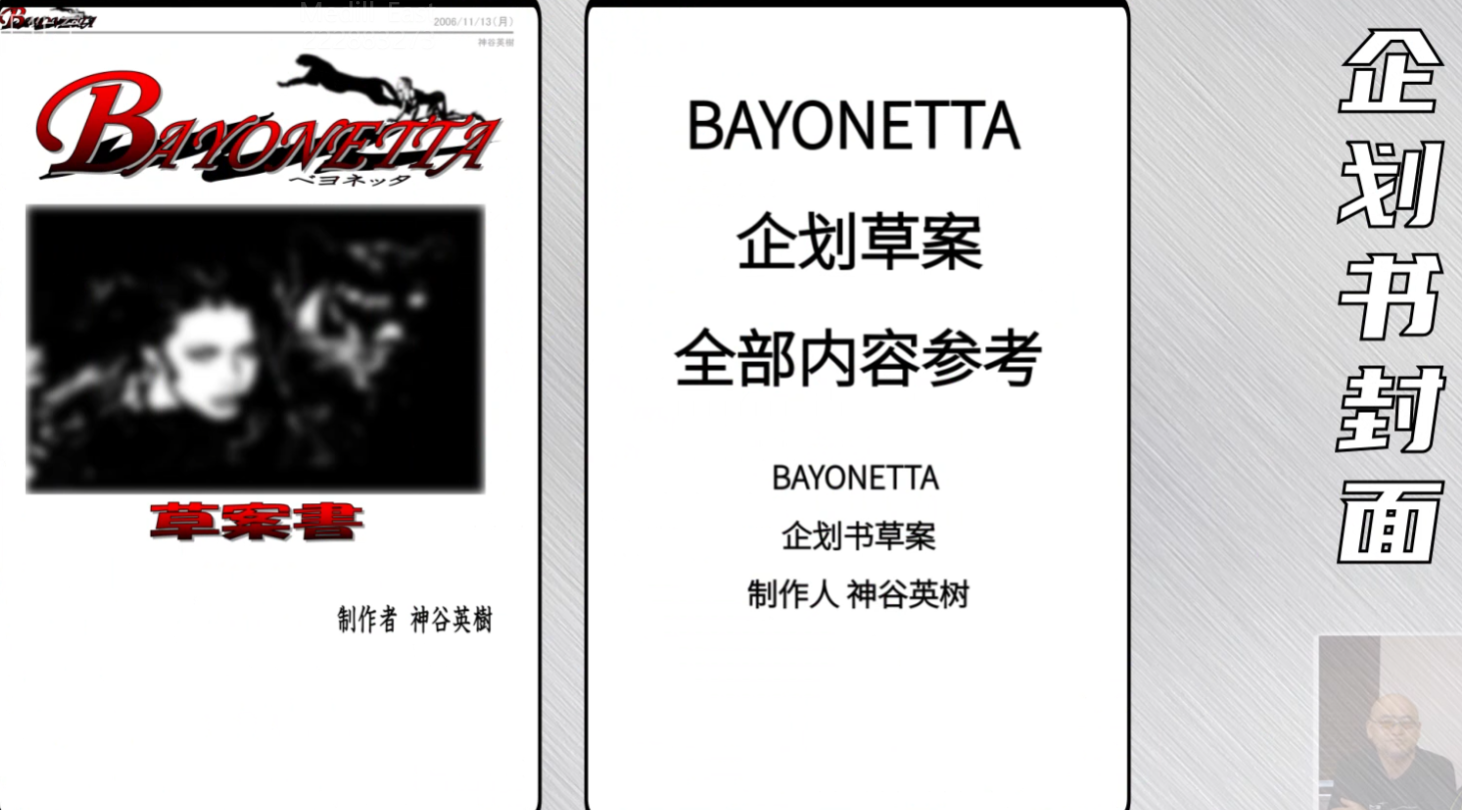 BAYONETTA
2006/11/13(月)
神谷英樹
BAYONETTA
ベヨネッタ
草案書
制作者 神谷英樹
BAYONETTA
企划草案
全部内容参考
BAYONETTA
企划书草案
制作人 神谷英树
企划书封面